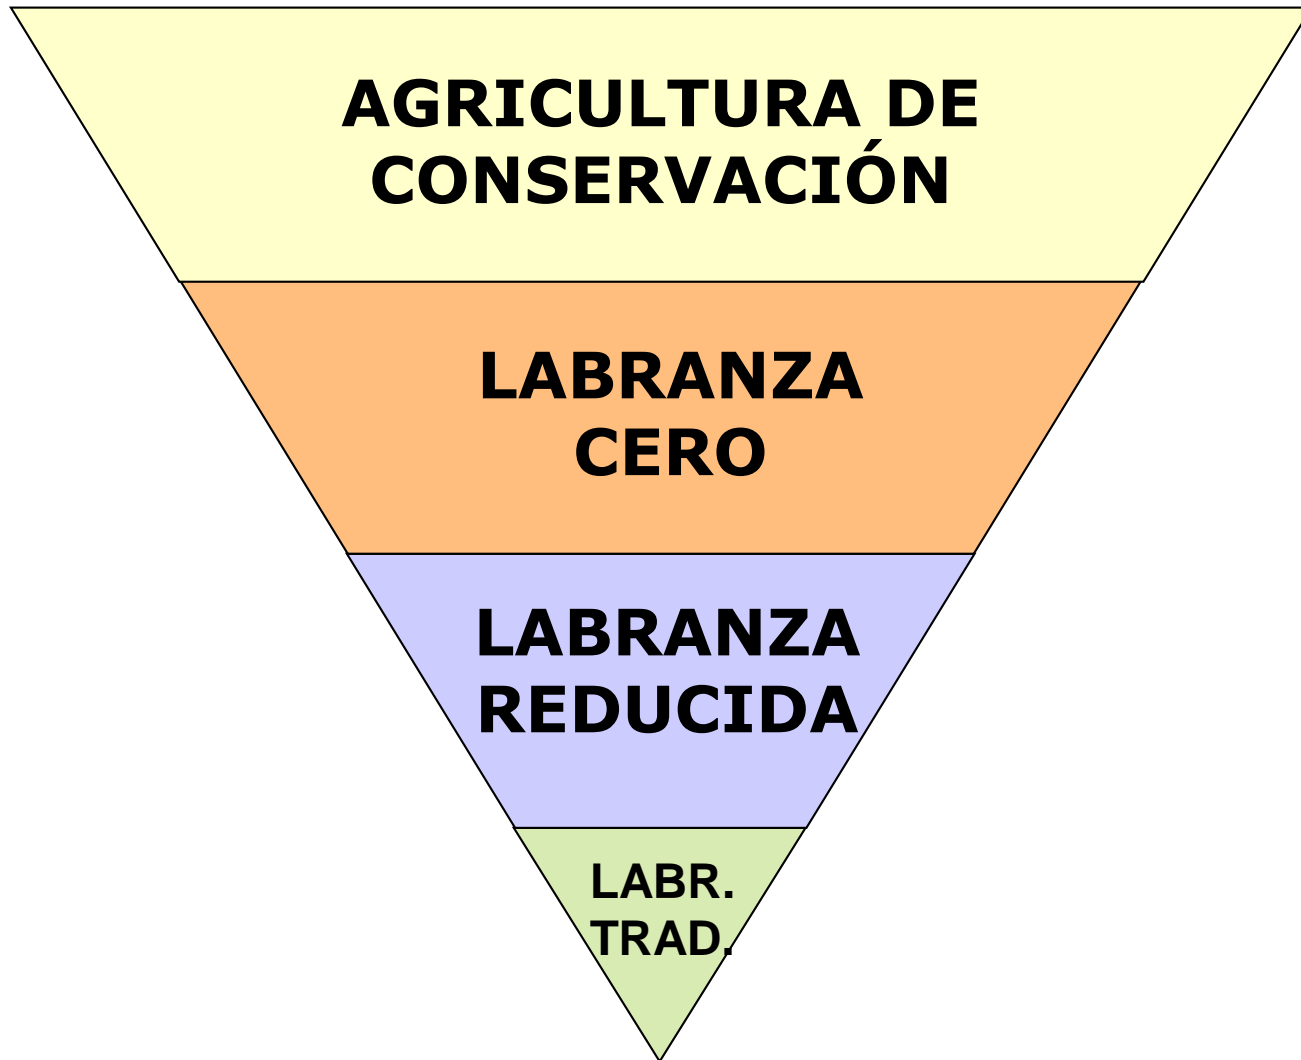 AGRICULTURA DE
CONSERVACIÓN
LABRANZA
CERO
LABRANZA
REDUCIDA
LABR.
TRAD.